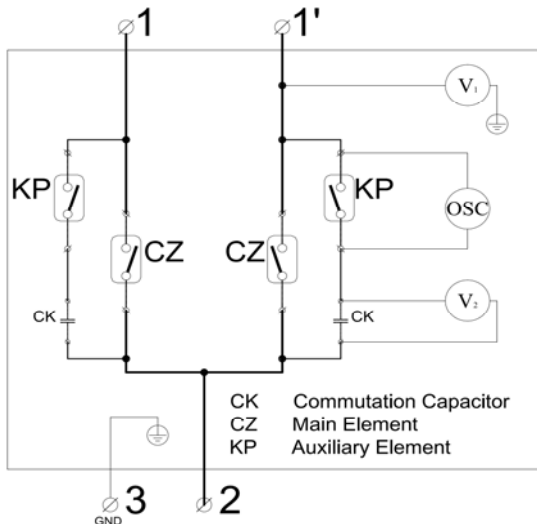 1 1'
V1
KP KP
OSC
CZ CZ
V2
CK CK
CK Commutation Capacitor
CZ Main Element
KP Auxiliary Element
3 2
GND